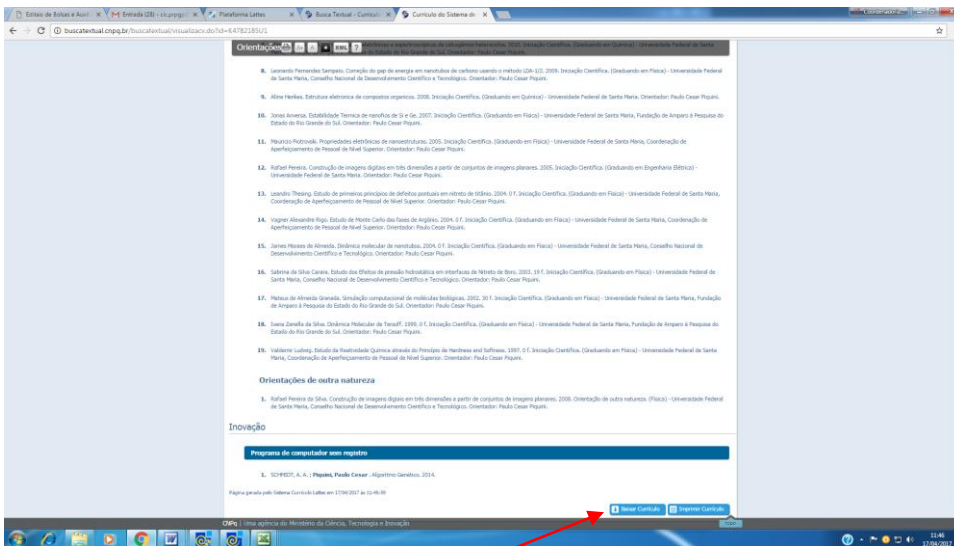 Editais de Bolsas e Auxíl
Entrada (28) - cic.prpgp@
Plataforma Lattes
Busca Textual - Currículo
Currículo do Sistema de
buscatextual.cnpq.br/buscatextual/visualizacv.do?id=K4782185U1
Orientações
XML
8. Leonardo Fernandes Sampaio. Correção do gap de energia em nanotubos de carbono usando o método LDA-1/2. 2009. Iniciação Científica. (Graduando em Física) - Universidade Federal
de Santa Maria, Conselho Nacional de Desenvolvimento Científico e Tecnológico. Orientador: Paulo Cesar Piquini.
9. Aline Henkes. Estrutura eletronica de compostos organicos. 2008. Iniciação Científica. (Graduando em Química) - Universidade Federal de Santa Maria. Orientador: Paulo Cesar Piquini.
10. Jonas Anversa. Estabilidade Termica de nanofios de Si e Ge. 2007. Iniciação Científica. (Graduando em Física) - Universidade Federal de Santa Maria, Fundação de Amparo à Pesquisa do
Estado do Rio Grande do Sul. Orientador: Paulo Cesar Piquini.
11. Mauricio Piotrovski. Propriedades eletrônicas de nanoestruturas. 2005. Iniciação Científica. (Graduando em Física) - Universidade Federal de Santa Maria, Coordenação de
Aperfeiçoamento de Pessoal de Nível Superior. Orientador: Paulo Cesar Piquini.
12. Rafael Pereira. Construção de imagens digitais em três dimensões a partir de conjuntos de imagens planares. 2005. Iniciação Científica. (Graduando em Engenharia Elétrica) -
Universidade Federal de Santa Maria. Orientador: Paulo Cesar Piquini.
13. Leandro Thesing. Estudo de primeiros princípios de defeitos pontuais em nitreto de titânio. 2004. 0 f. Iniciação Científica. (Graduando em Física) - Universidade Federal de Santa Maria,
Coordenação de Aperfeiçoamento de Pessoal de Nível Superior. Orientador: Paulo Cesar Piquini.
14. Vagner Alexandre Rigo. Estudo de Monte Carlo das fases de Argônio. 2004. 0 f. Iniciação Científica. (Graduando em Física) - Universidade Federal de Santa Maria, Coordenação de
Aperfeiçoamento de Pessoal de Nível Superior. Orientador: Paulo Cesar Piquini.
15. James Moraes de Almeida. Dinâmica molecular de nanotubos. 2004. 0 f. Iniciação Científica. (Graduando em Física) - Universidade Federal de Santa Maria, Conselho Nacional de
Desenvolvimento Científico e Tecnológico. Orientador: Paulo Cesar Piquini.
16. Sabrina da Silva Carara. Estudo dos Efeitos de pressão hidrostática em interfaces de Nitreto de Boro. 2003. 19 f. Iniciação Científica. (Graduando em Física) - Universidade Federal de
Santa Maria, Conselho Nacional de Desenvolvimento Científico e Tecnológico. Orientador: Paulo Cesar Piquini.
17. Mateus de Almeida Granada. Simulação computacional de moléculas biológicas. 2002. 30 f. Iniciação Científica. (Graduando em Física) - Universidade Federal de Santa Maria, Fundação
de Amparo à Pesquisa do Estado do Rio Grande do Sul. Orientador: Paulo Cesar Piquini.
18. Ivana Zanella da Silva. Dinâmica Molecular de Tersoff. 1999. 0 f. Iniciação Científica. (Graduando em Física) - Universidade Federal de Santa Maria, Fundação de Amparo à Pesquisa do
Estado do Rio Grande do Sul. Orientador: Paulo Cesar Piquini.
19. Valdemir Ludwig. Estudo da Reatividade Química através do Princípio de Hardness and Softness. 1997. 0 f. Iniciação Científica. (Graduando em Física) - Universidade Federal de Santa
Maria, Coordenação de Aperfeiçoamento de Pessoal de Nível Superior. Orientador: Paulo Cesar Piquini.
Orientações de outra natureza
1. Rafael Pereira da Silva. Construção de imagens digiais em três dimensões a partir de conjuntos de imagens planares. 2008. Orientação de outra natureza. (Física) - Universidade Federal
de Santa Maria, Conselho Nacional de Desenvolvimento Científico e Tecnológico. Orientador: Paulo Cesar Piquini.
Inovação
Programa de computador sem registro
1. SCHMIDT, A. A. ; Piquini, Paulo Cesar . Algoritmo Genético. 2014.
Página gerada pelo Sistema Currículo Lattes em 17/04/2017 às 11:45:59
Baixar Currículo
Imprimir Currículo
CNPq | Uma agência do Ministério da Ciência, Tecnologia e Inovação
TOPO
11:46
17/04/2017